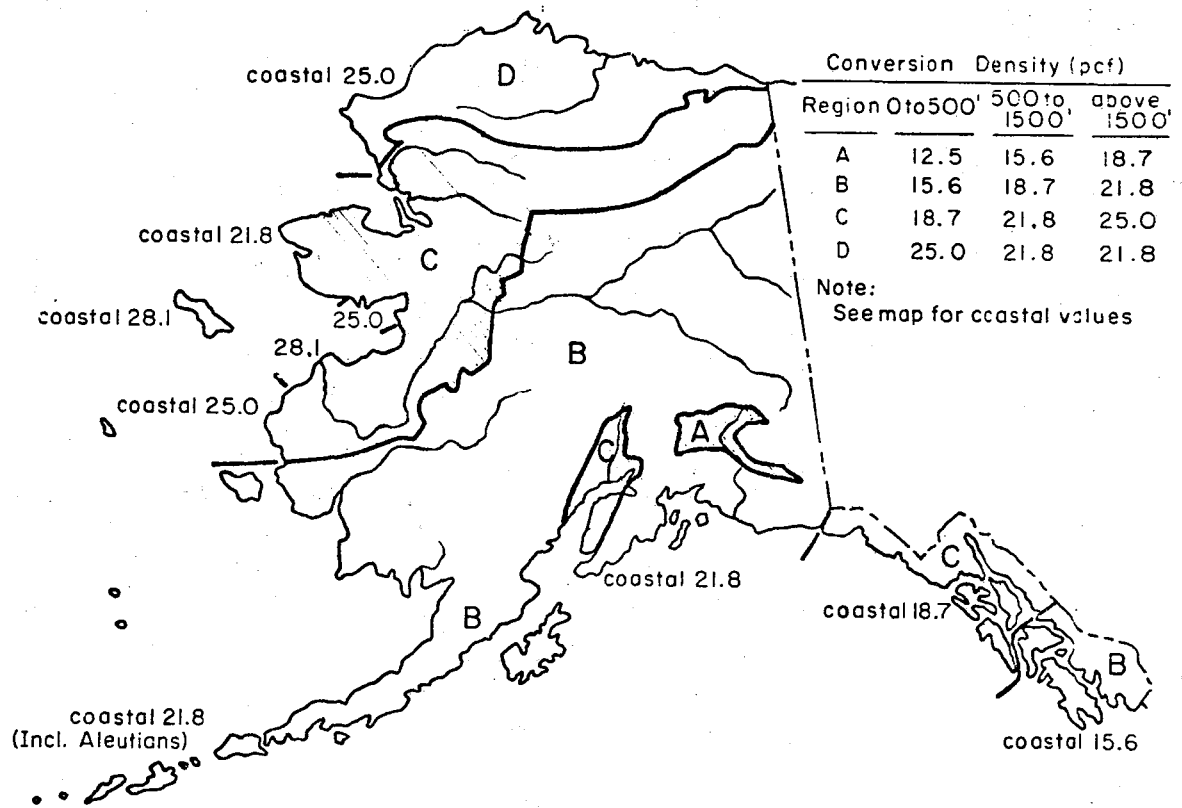 coastal 25.0
D
Conversion Density (pcf)
Region 0 to 500' 500 to 1500' above 1500'
A 12.5 15.6 18.7
B 15.6 18.7 21.8
C 18.7 21.8 25.0
D 25.0 21.8 21.8
Note:
See map for coastal values
coastal 21.8
C
coastal 28.1
25.0
28.1
B
coastal 25.0
A
C
coastal 21.8
C
coastal 18.7
B
B
coastal 21.8
(Incl. Aleutians)
coastal 15.6